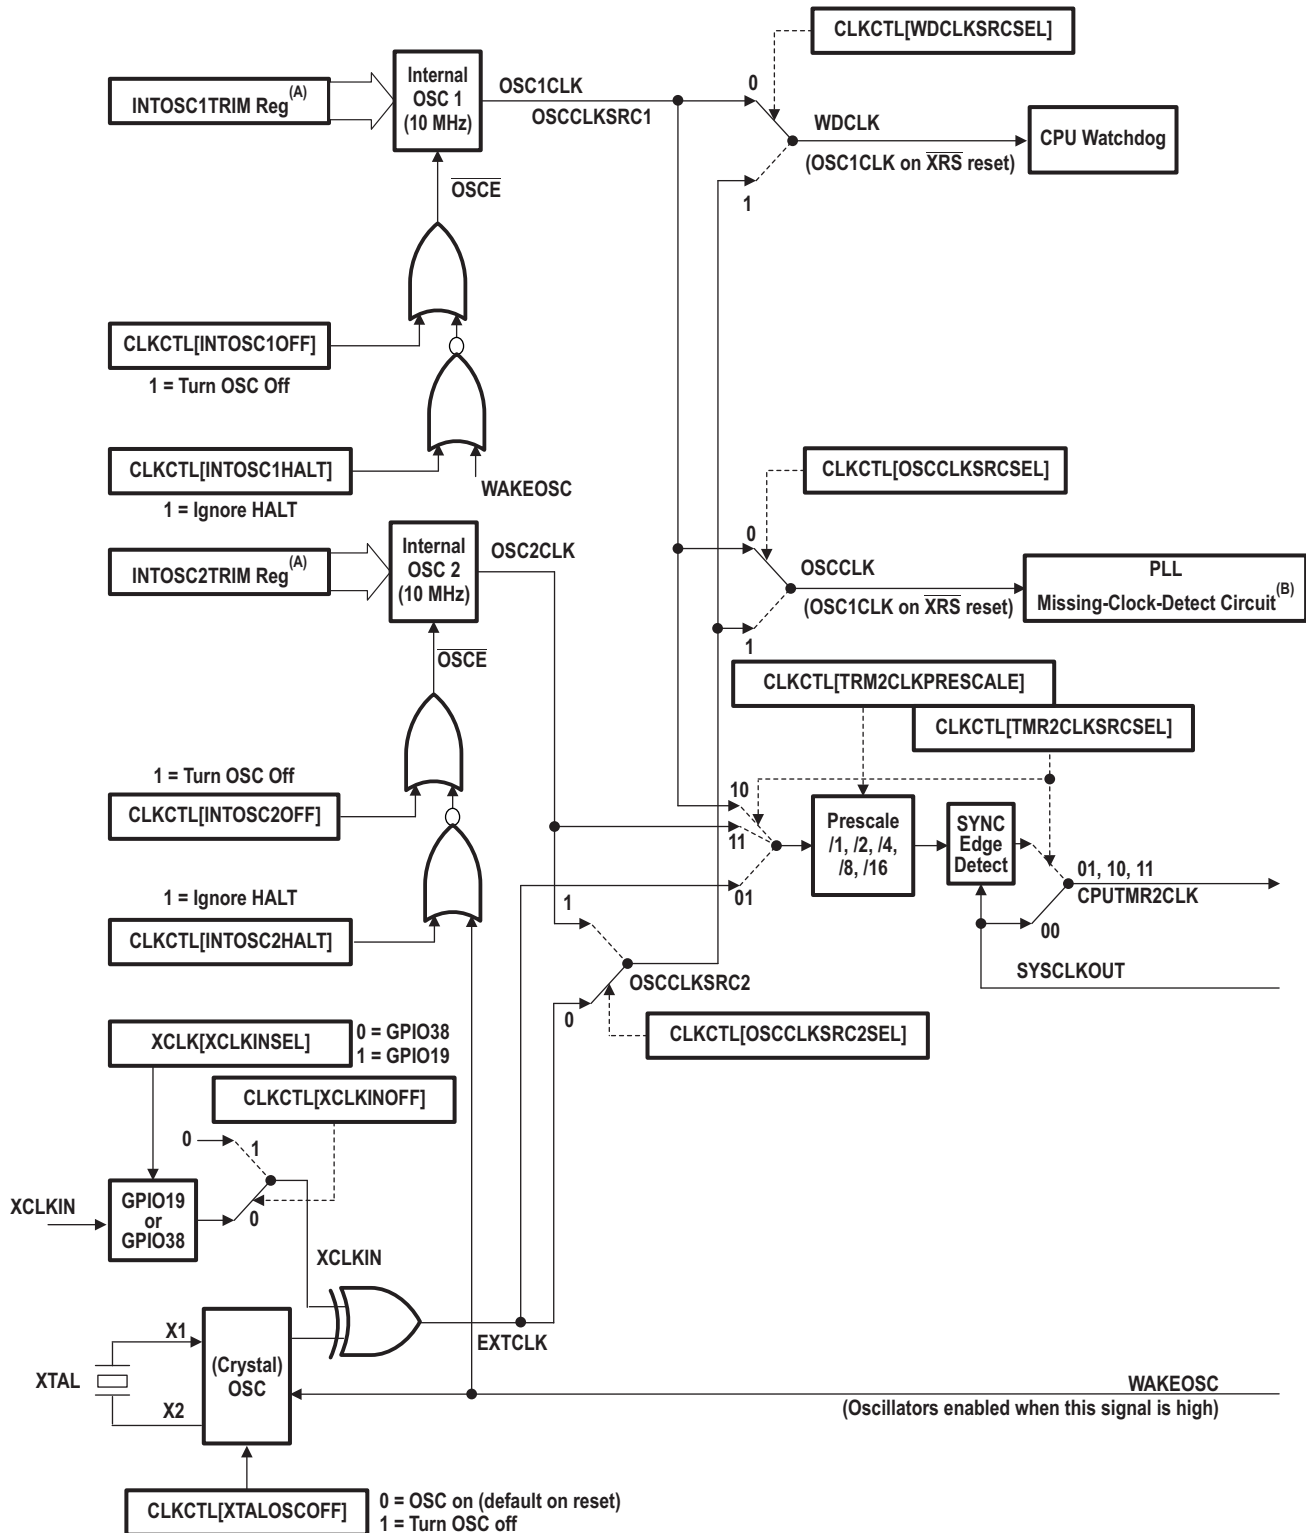 CLKCTL[WDCLKSRCSEL]
Internal
OSC 1
(10 MHz)
INTOSC1TRIM Reg(A)
OSC1CLK
OSCCLKSRC1
0
WDCLK
(OSC1CLK on XRS reset)
CPU Watchdog
1
OSCE
CLKCTL[INTOSC1OFF]
1 = Turn OSC Off
CLKCTL[INTOSC1HALT]
1 = Ignore HALT
WAKEOSC
CLKCTL[OSCCLKSRCSEL]
Internal
OSC 2
(10 MHz)
INTOSC2TRIM Reg(A)
OSC2CLK
0
OSCCLK
(OSC1CLK on XRS reset)
PLL
Missing-Clock-Detect Circuit(B)
1
OSCE
CLKCTL[TRM2CLKPRESCALE]
CLKCTL[TMR2CLKSRCSEL]
1 = Turn OSC Off
CLKCTL[INTOSC2OFF]
10
11
01
Prescale
/1, /2, /4,
/8, /16
SYNC
Edge
Detect
01, 10, 11
CPUTMR2CLK
00
SYSCLKOUT
1 = Ignore HALT
CLKCTL[INTOSC2HALT]
1
OSCCLKSRC2
0
CLKCTL[OSCCLKSRC2SEL]
XCLK[XCLKINSEL]
0 = GPIO38
1 = GPIO19
CLKCTL[XCLKINOFF]
0
1
0
XCLKIN
GPIO19
or
GPIO38
XCLKIN
EXTCLK
X1
XTAL
X2
(Crystal)
OSC
WAKEOSC
(Oscillators enabled when this signal is high)
CLKCTL[XTALOSCOFF]
0 = OSC on (default on reset)
1 = Turn OSC off